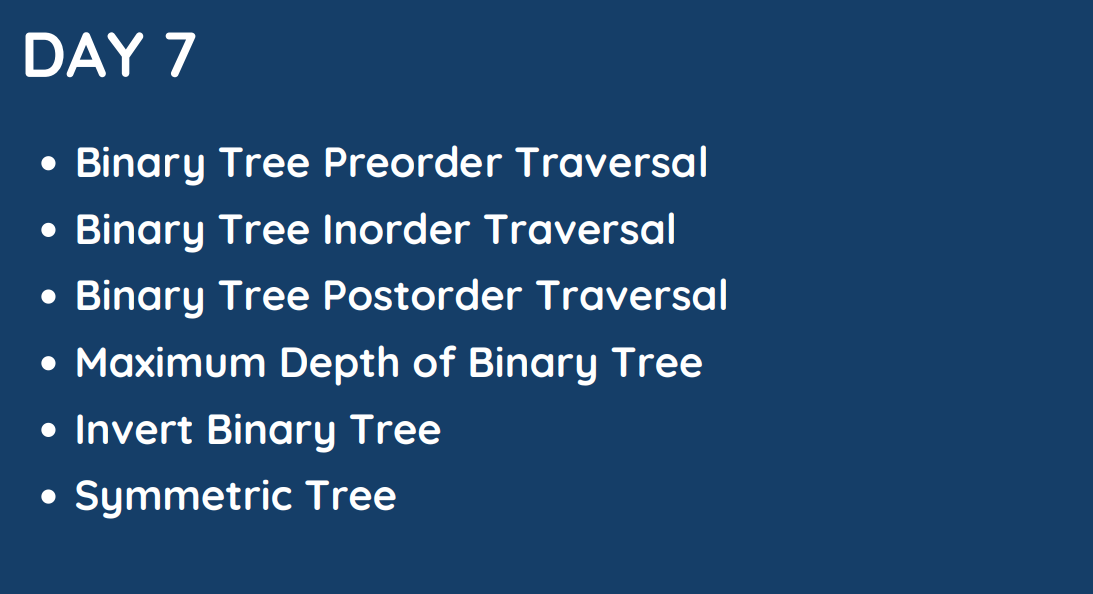 DAY 7
• Binary Tree Preorder Traversal
• Binary Tree Inorder Traversal
• Binary Tree Postorder Traversal
• Maximum Depth of Binary Tree
• Invert Binary Tree
• Symmetric Tree